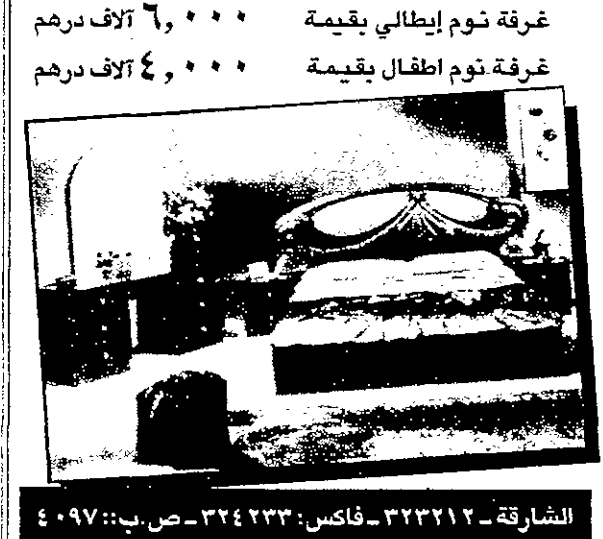 غرفة نوم إيطالي بقيمة ٦,٠٠٠ آلاف درهم
غرفة نوم اطفال بقيمة ٤,٠٠٠ آلاف درهم
الشارقة ـ ٣٢٣٢١٢ ـ فاكس: ٣٢٤٢٣٣ ـ ص.ب:: ٤٠٩٧